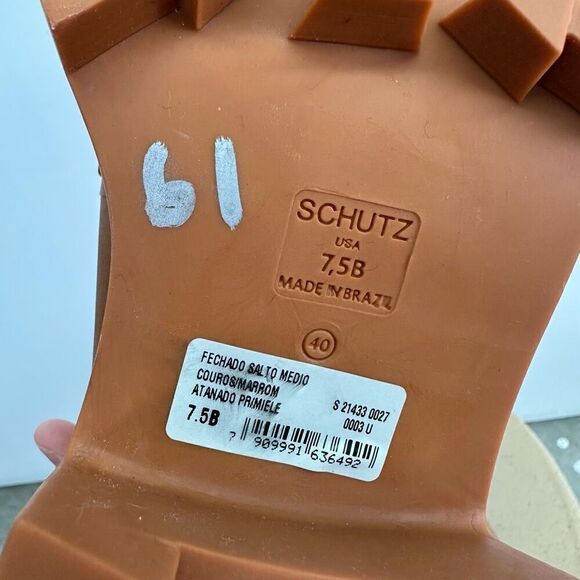 61
SCHUTZ
USA
7,5B
MADE IN BRAZIL
40
FECHADO SALTO MEDIO
COUROS/MARROM
ATANADO PRIMIELE
7.5B
S 21433 0027
0003 U
7 909991 636492